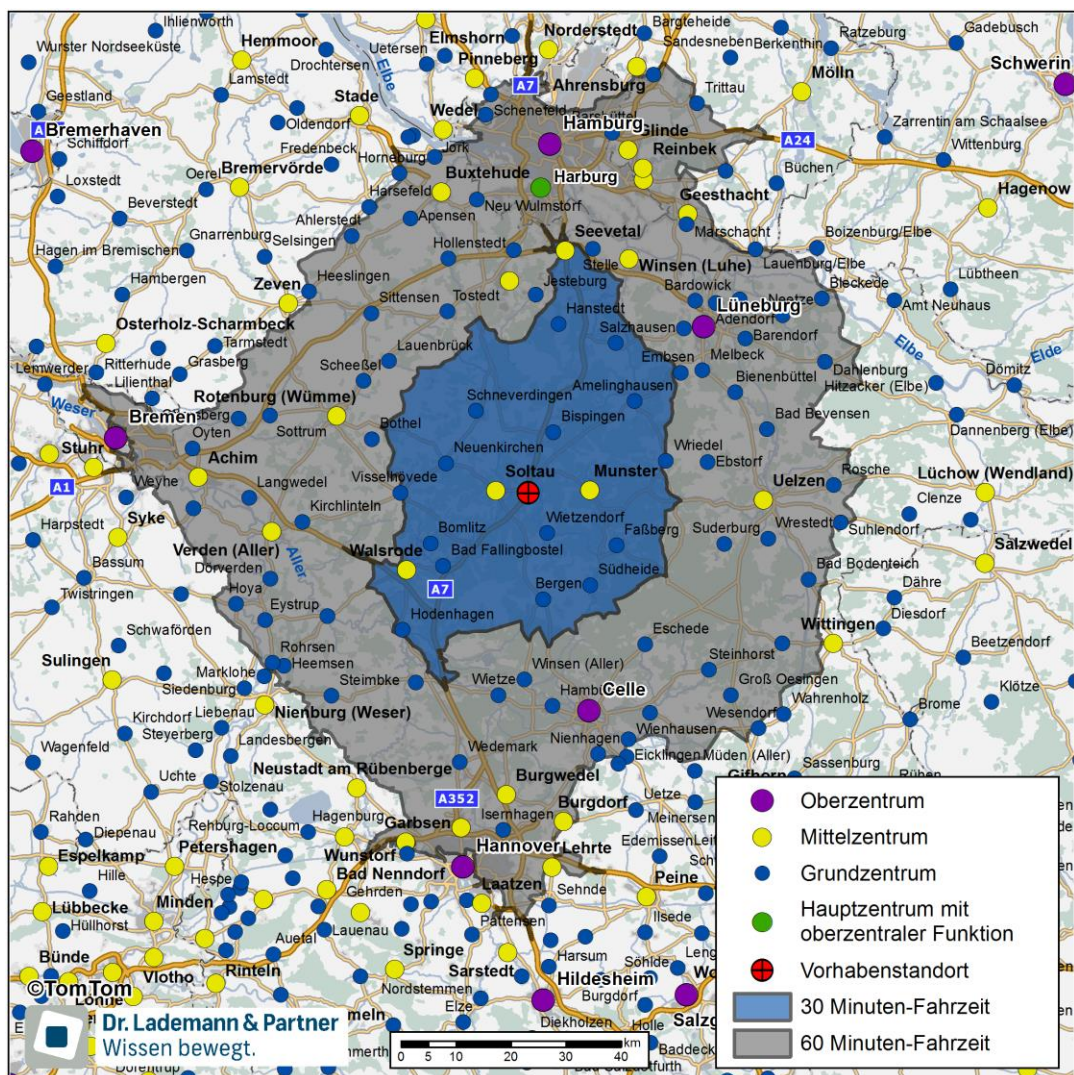 Ihlienworth
Wurster Nordseeküste
Hemmoor
Uetersen
Elmshorn
Norderstedt
Bargteheide
Sandesneben
Berkenthin
Ratzeburg
Gadebusch
Drochtersen
Elbe
Pinneberg
A7
Ahrensburg
Schwerin
Lamstedt
Geestland
Stade
Wedel
Schenefeld
Trittau
Mölln
Bremerhaven
Schiffdorf
Oldendorf
Hamburg
Glinde
A24
Zarrentin am Schaalsee
Fredenbeck
Jork
Reinbek
Wittenburg
Loxstedt
Oerel
Bremervörde
Horneburg
Buxtehude
Harburg
Büchen
Harsefeld
Geesthacht
Hagenow
Beverstedt
Ahlerstedt
Apensen
Neu Wulmstorf
Marschacht
Boizenburg/Elbe
Gnarrenburg
Selsingen
Hollenstedt
Seevetal
Hagen im Bremischen
Stelle
Winsen (Luhe)
Lauenburg/Elbe
Hambergen
Heeslingen
Jesteburg
Bardowick
Bleckede
Lübtheen
Zeven
Sittensen
Tostedt
Neetze
Amt Neuhaus
Hanstedt
Lüneburg
Osterholz-Scharmbeck
Salzhausen
Adendorf
Tarmstedt
Lauenbrück
Barendorf
Elbe
Elde
Grasberg
Embsen
Melbeck
Lemwerder
Ritterhude
Scheeßel
Dahlenburg
Dömitz
Lilienthal
Amelinghausen
Bienenbüttel
Hitzacker (Elbe)
Weser
Rotenburg (Wümme)
Schneverdingen
Bremen
Bispingen
Bad Bevensen
Sottrum
Bothel
Dannenberg (Elbe)
Oyten
Stuhr
Neuenkirchen
Wriedel
Achim
Ebstorf
Rosche
Soltau
Munster
Visselhövede
Uelzen
Lüchow (Wendland)
A1
Weyhe
Langwedel
Clenze
Kirchlinteln
Harpstedt
Syke
Bomlitz
Wietzendorf
Faßberg
Suderburg
Wrestedt
Suhlendorf
Verden (Aller)
Aller
Walsrode
Bad Fallingbostel
Salzwedel
Bassum
Dörverden
Südheide
Bad Bodenteich
A7
Bergen
Dähre
Twistringen
Hoya
Hodenhagen
Diesdorf
Eystrup
Schwaförden
Wittingen
Eschede
Beetzendorf
Rohrsen
Sulingen
Heemsen
Winsen (Aller)
Steinhorst
Marklohe
Siedenburg
Steimbke
Wietze
Groß Oesingen
Klötze
Celle
Wahrenholz
Liebenau
Brome
Kirchdorf
Nienburg (Weser)
Wesendorf
Steyerberg
Wienhausen
Wagenfeld
Landesbergen
Wedemark
Nienhagen
Eicklingen
Müden (Aller)
Uchte
Neustadt am Rübenberge
Sassenburg
Stolzenau
Burgwedel
Gifhorn
Rühen
A352
Burgdorf
Uetze
Rahden
Rehburg-Loccum
Hagenburg
Garbsen
Isernhagen
Meinersen
Diepenau
Edemissen
Petershagen
Wunstorf
Hannover
Lehrte
Espelkamp
Hille
Hespe
Bad Nenndorf
Peine
Gehrden
Laatzen
Sehnde
Lübbecke
Minden
Ilsede
Hüllhorst
Lauenau
Pattensen
Auetal
Springe
Harsum
Söhlde
Bünde
Vlotho
Rinteln
Sarstedt
Nordstemmen
Hildesheim
©TomTom
Löhne
Elze
Burgdorf
Diekholzen
Holle
Dr. Lademann & Partner
Wissen bewegt.
km
0 5 10 20 30 40
Oberzentrum
Mittelzentrum
Grundzentrum
Hauptzentrum mit
oberzentraler Funktion
Vorhabenstandort
30 Minuten-Fahrzeit
60 Minuten-Fahrzeit